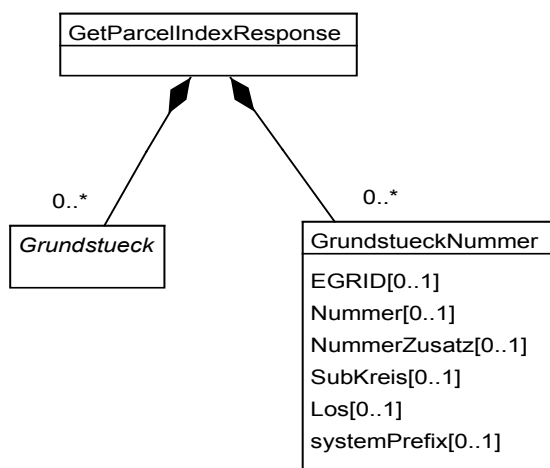 GetParcelIndexResponse
0..*
0..*
Grundstueck
GrundstueckNummer
EGRID[0..1]
Nummer[0..1]
NummerZusatz[0..1]
SubKreis[0..1]
Los[0..1]
systemPrefix[0..1]